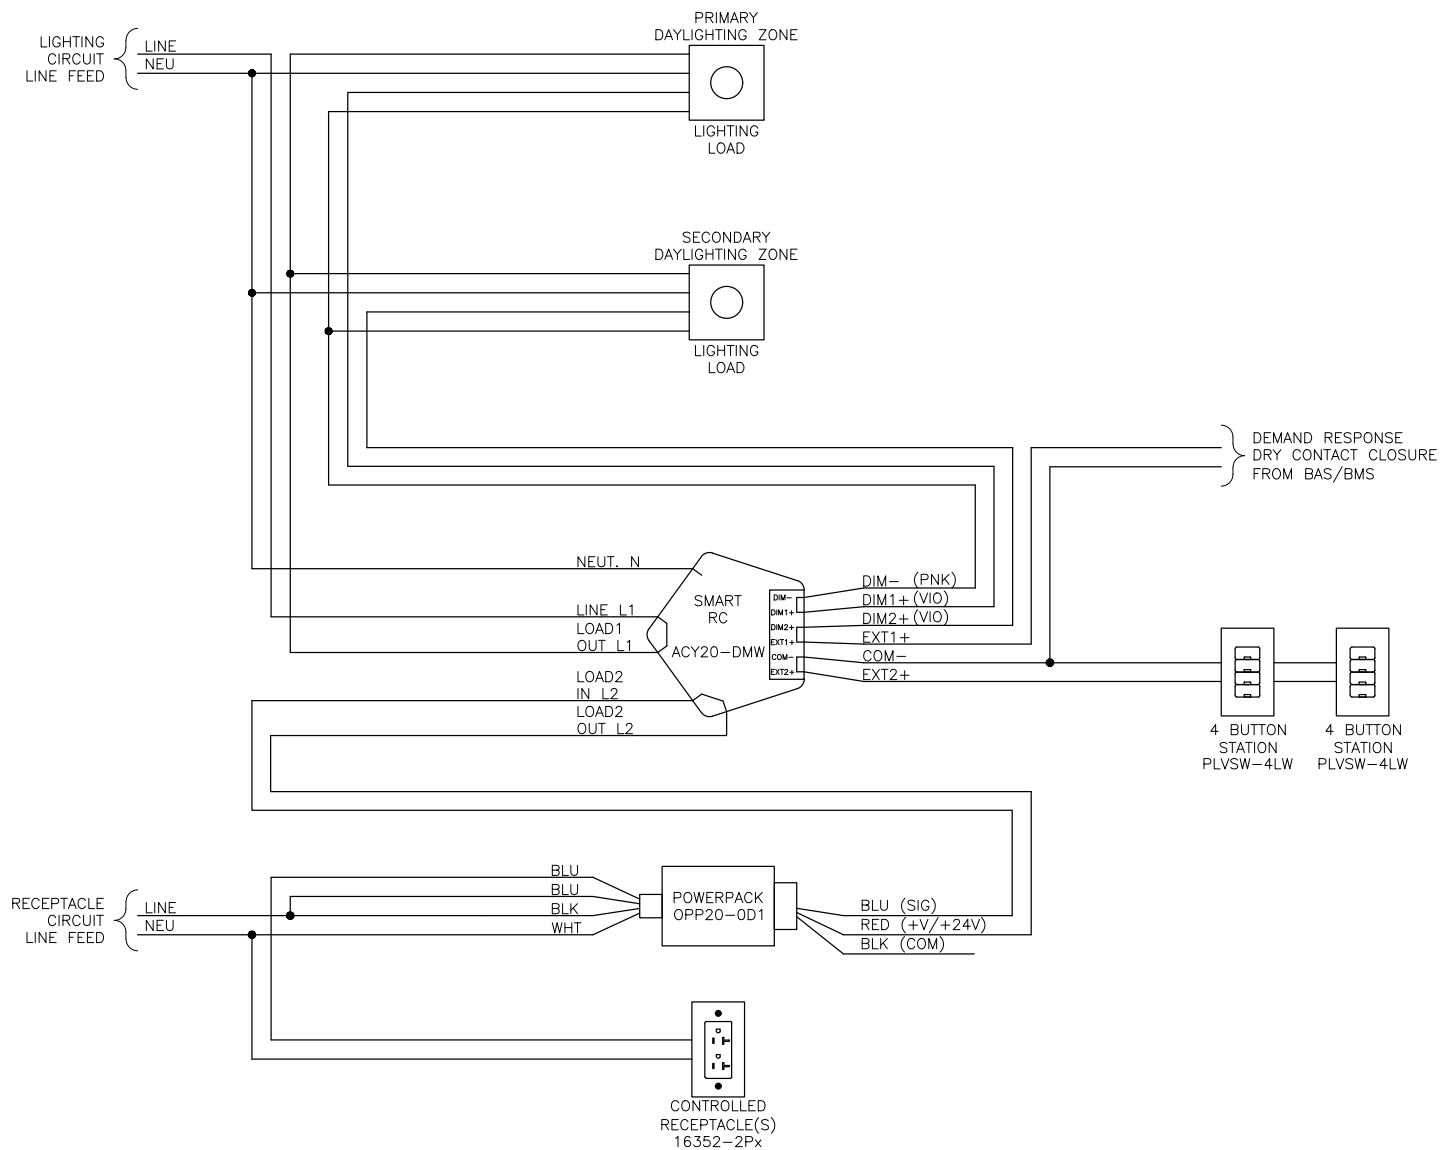 PRIMARY
DAYLIGHTING ZONE
LIGHTING
CIRCUIT
LINE FEED
LINE
NEU
LIGHTING
LOAD
SECONDARY
DAYLIGHTING ZONE
LIGHTING
LOAD
DEMAND RESPONSE
DRY CONTACT CLOSURE
FROM BAS/BMS
NEUT. N
LINE L1
LOAD1
OUT L1
LOAD2
IN L2
LOAD2
OUT L2
SMART
RC
ACY20-DMW
DIM-
DIM1+
DIM2+
EXT1+
COM-
EXT2+
DIM- (PNK)
DIM1+ (VIO)
DIM2+ (VIO)
EXT1+
COM-
EXT2+
4 BUTTON
STATION
PLVSW-4LW
4 BUTTON
STATION
PLVSW-4LW
RECEPTACLE
CIRCUIT
LINE FEED
LINE
NEU
BLU
BLU
BLK
WHT
POWERPACK
OPP20-0D1
BLU (SIG)
RED (+V/+24V)
BLK (COM)
CONTROLLED
RECEPTACLE(S)
16352-2Px